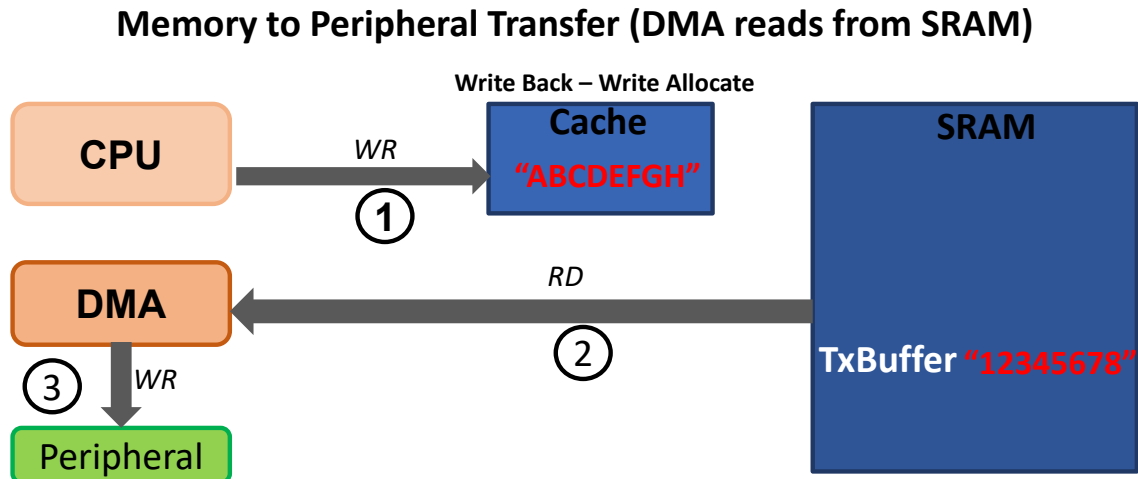 Memory to Peripheral Transfer (DMA reads from SRAM)
Write Back – Write Allocate
CPU
WR
1
Cache
“ABCDEFGH”
SRAM
DMA
RD
2
TxBuffer “12345678”
3
WR
Peripheral